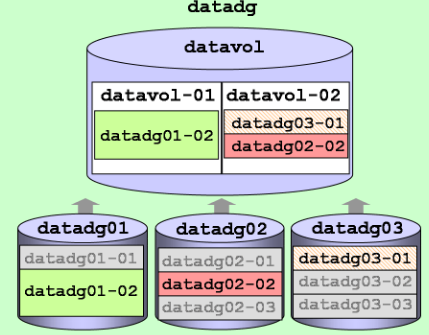 datadg
datavol
datavol-01 datavol-02
datadg01-02
datadg03-01
datadg02-02
datadg01 datadg02 datadg03
datadg01-01
datadg01-02
datadg02-01
datadg02-02
datadg02-03
datadg03-01
datadg03-02
datadg03-03